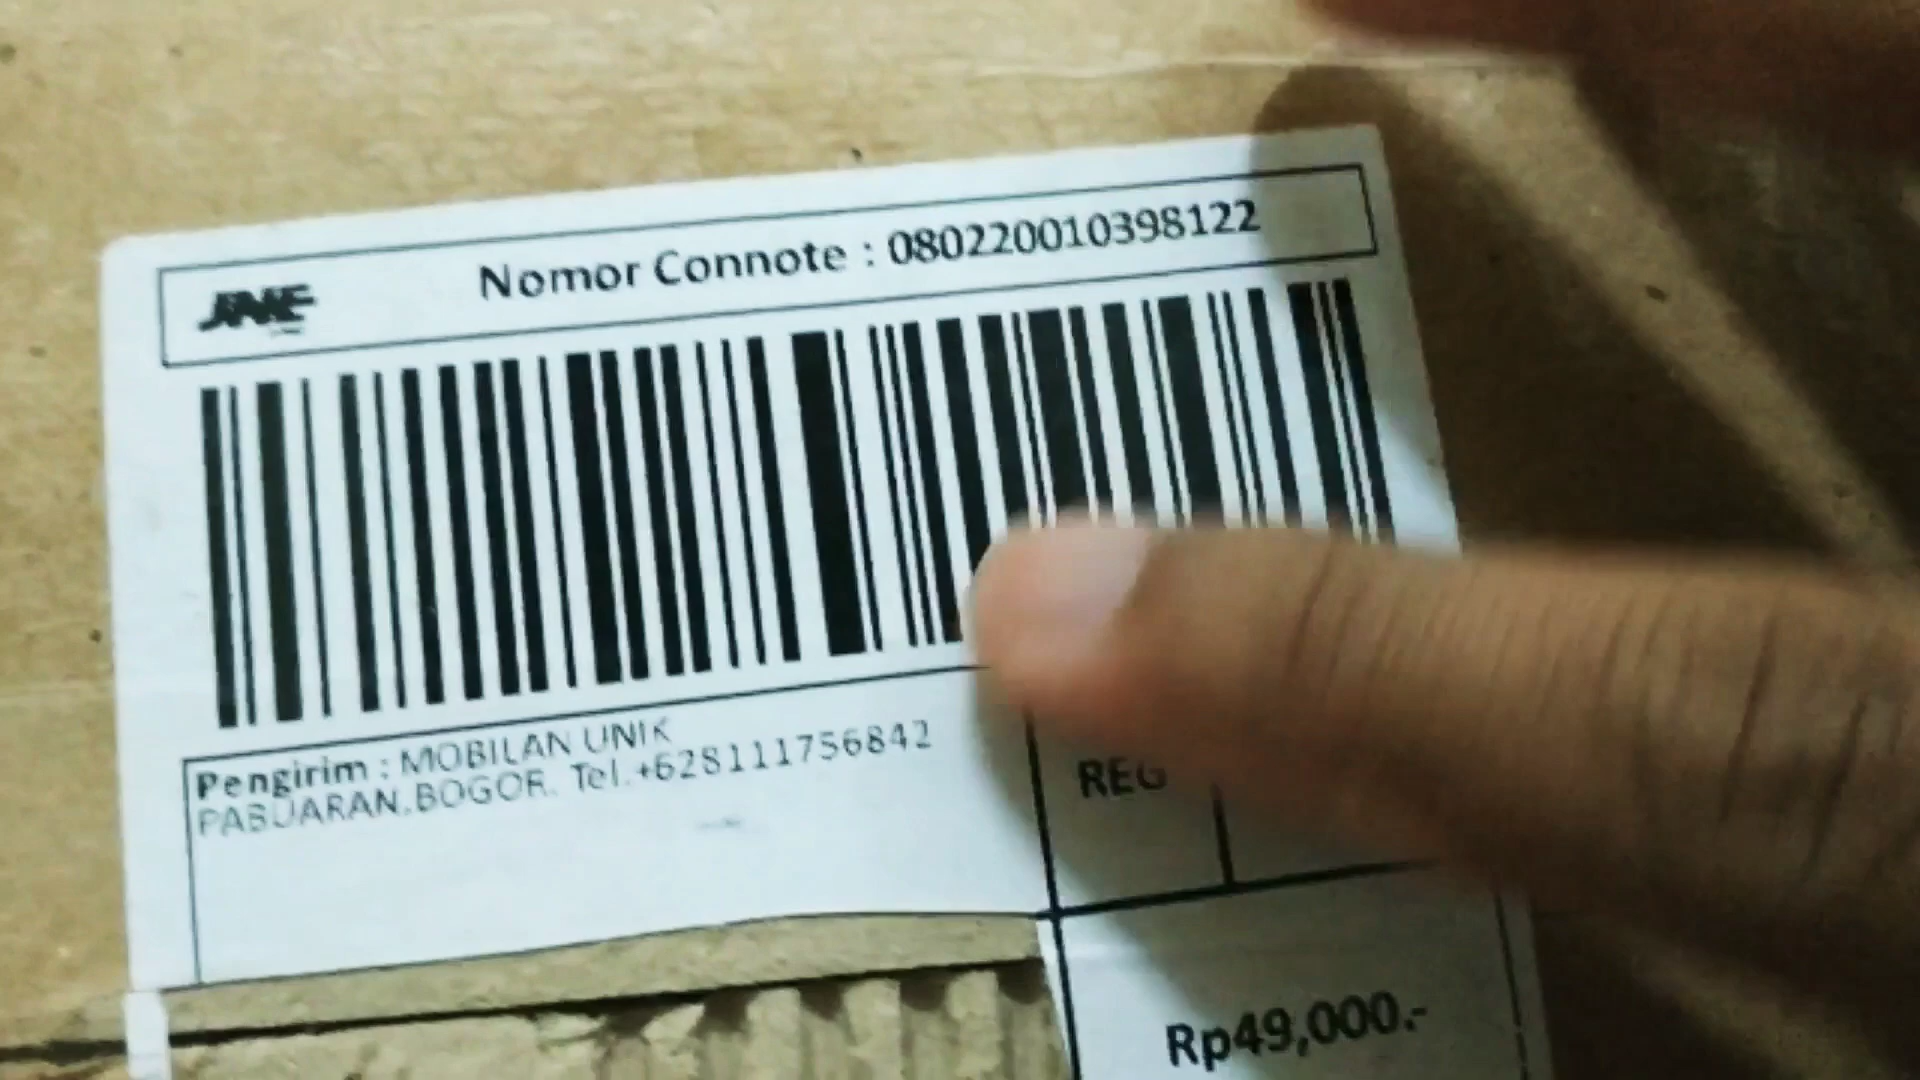 JNE
Nomor Connote : 080220010398122
Pengirim : MOBILAN UNIK
PABUARAN,BOGOR. Tel.+628111756842
REG
Rp49,000.-